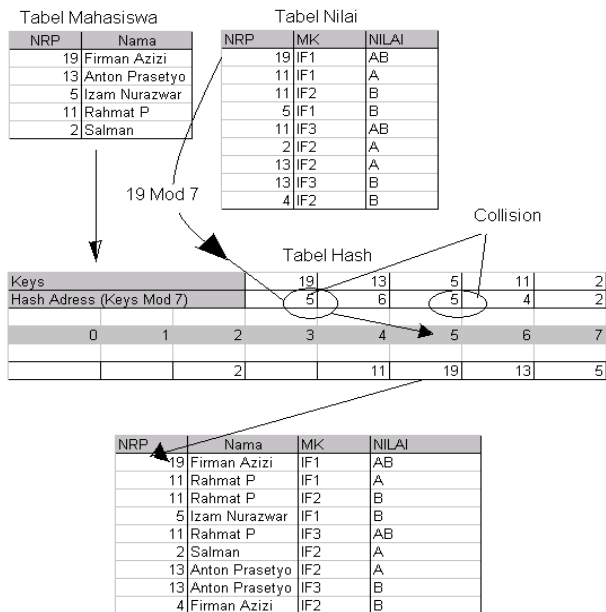 Tabel Mahasiswa
NRP Nama
19 Firman Azizi
13 Anton Prasetyo
5 Izam Nurazwar
11 Rahmat P
2 Salman
Tabel Nilai
NRP MK NILAI
19 IF1 AB
11 IF1 A
11 IF2 B
5 IF1 B
11 IF3 AB
2 IF2 A
13 IF2 A
13 IF3 B
4 IF2 B
19 Mod 7
Collision
Tabel Hash
Keys 19 13 5 11 2
Hash Adress (Keys Mod 7) 5 6 5 4 2
0 1 2 3 4 5 6 7
2 11 19 13 5
NRP Nama MK NILAI
19 Firman Azizi IF1 AB
11 Rahmat P IF1 A
11 Rahmat P IF2 B
5 Izam Nurazwar IF1 B
11 Rahmat P IF3 AB
2 Salman IF2 A
13 Anton Prasetyo IF2 A
13 Anton Prasetyo IF3 B
4 Firman Azizi IF2 B